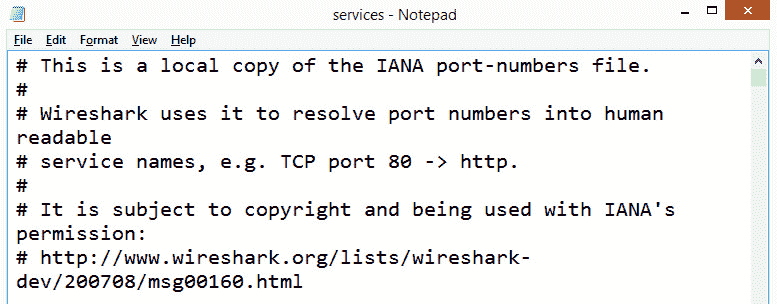 services - Notepad
File Edit Format View Help
# This is a local copy of the IANA port-numbers file.
#
# Wireshark uses it to resolve port numbers into human
readable
# service names, e.g. TCP port 80 -> http.
#
# It is subject to copyright and being used with IANA's
permission:
# http://www.wireshark.org/lists/wireshark-
dev/200708/msg00160.html